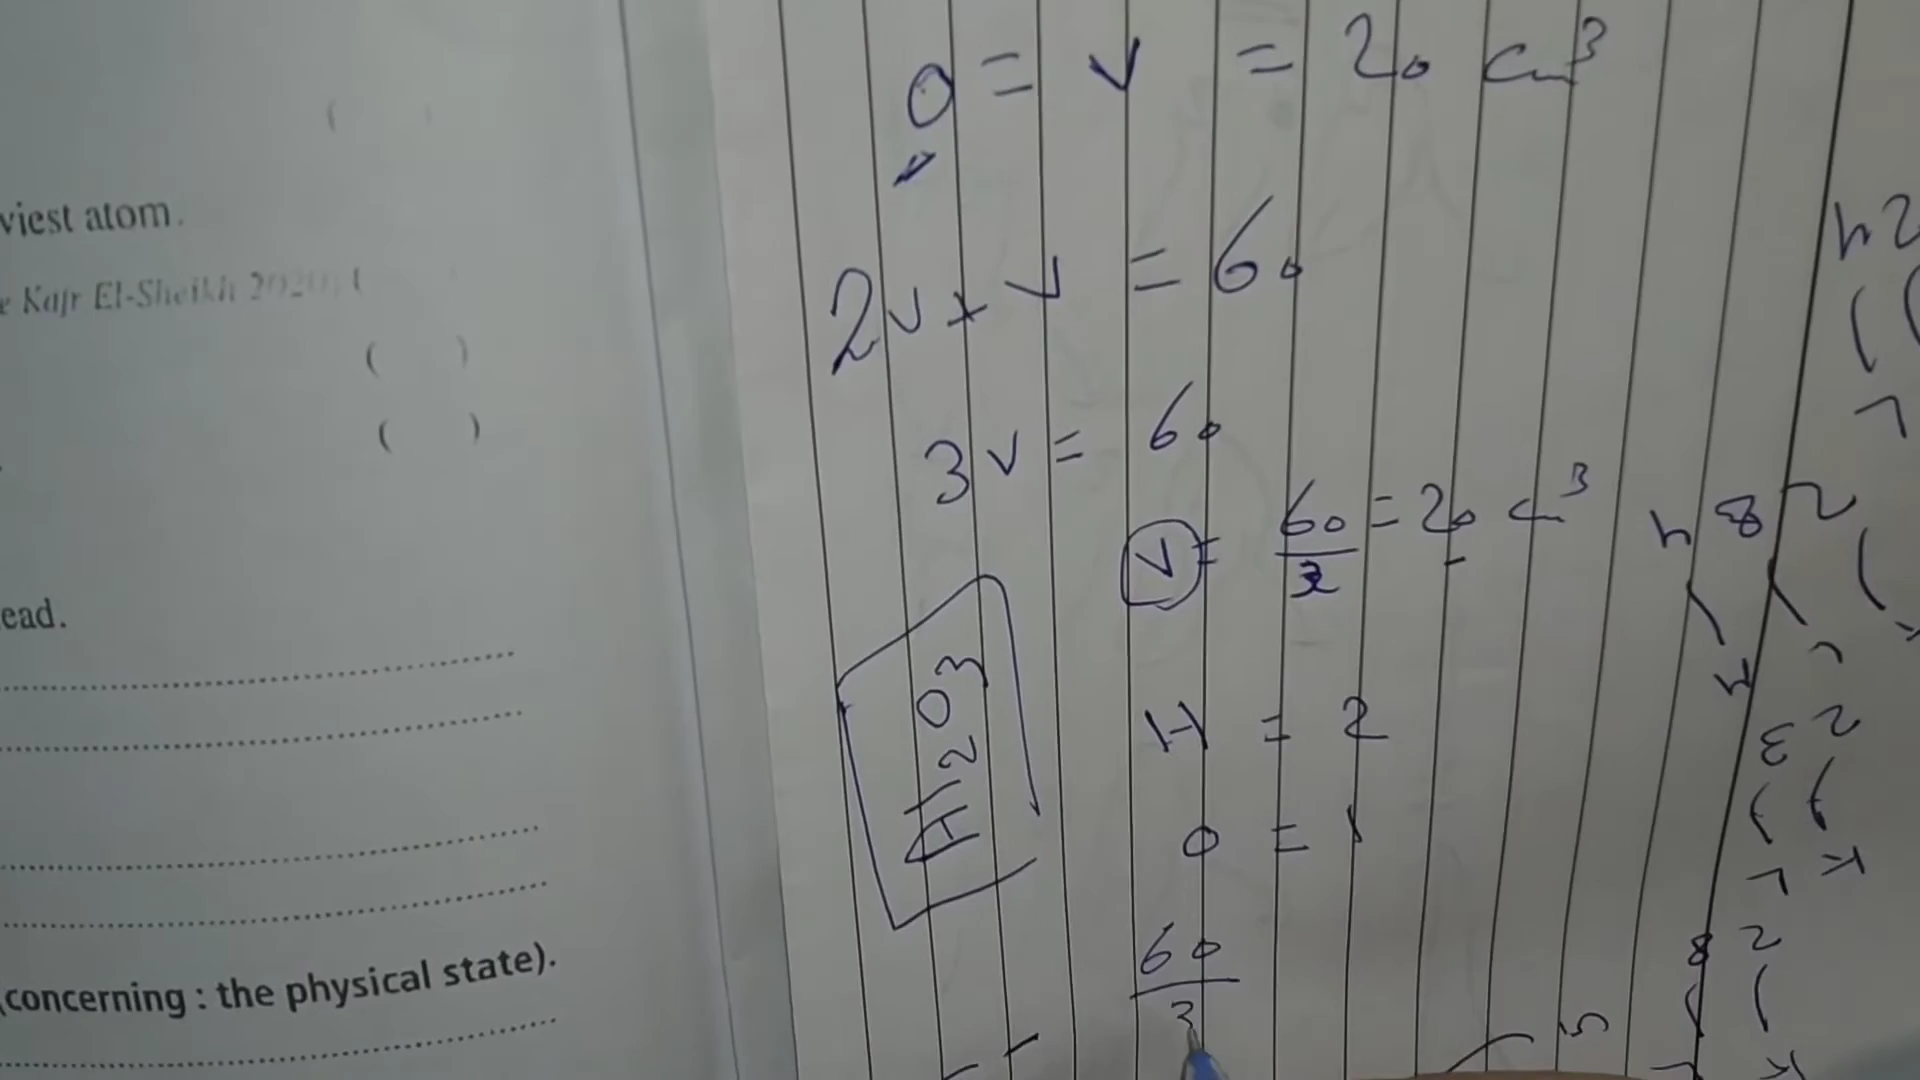 viest atom.
e Kafr El-Sheikh 2020) (
( )
( )
ead.
(concerning : the physical state).
O = V = 20 cm³
2V + V = 60
3V = 60
V = 60/3 = 20 cm³
H = 2
O = 1
60/3
Al₂O₃